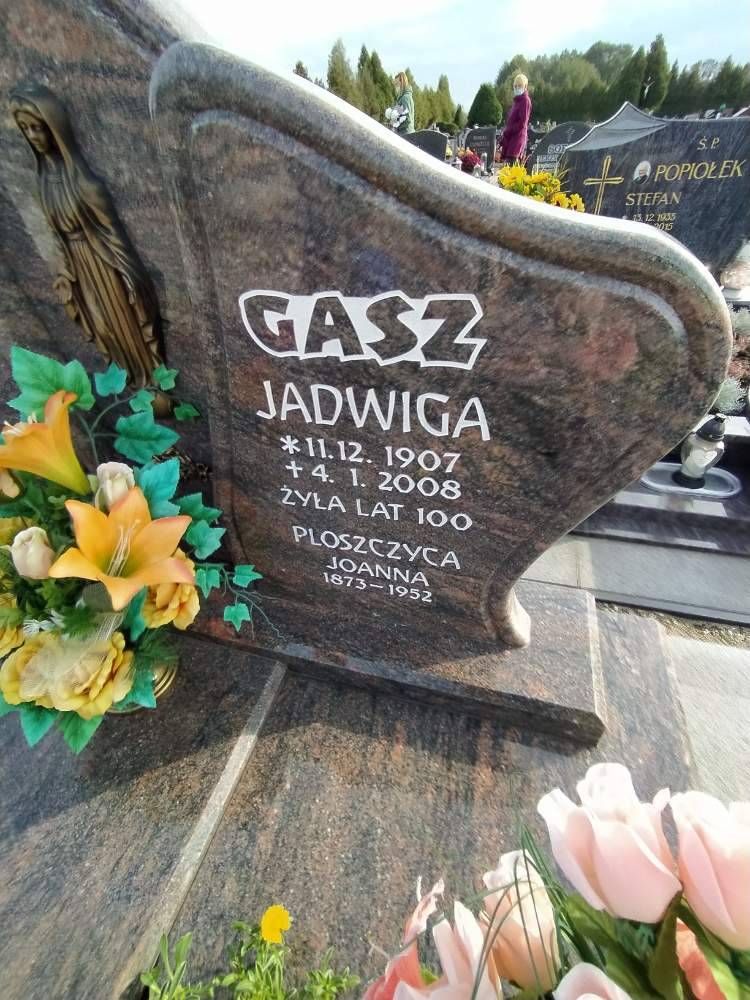 GASZ
JADWIGA
*11.12.1907
+ 4. 1. 2008
ŻYŁA LAT 100
PLOSZCZYCA
JOANNA
1873-1952
Ś.P.
POPIOŁEK
STEFAN
* 13.12.1935
2015